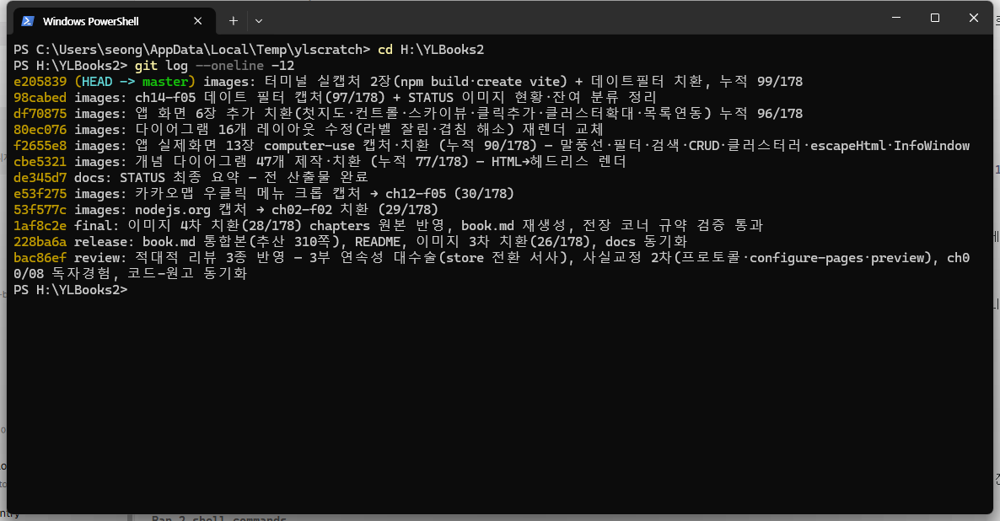 Windows PowerShell
PS C:\Users\seong\AppData\Local\Temp\ylscratch> cd H:\YLBooks2
PS H:\YLBooks2> git log --oneline -12
e205839 (HEAD -> master) images: 터미널 실캡처 2장(npm build·create vite) + 데이트필터 치환, 누적 99/178
98cabed images: ch14-f05 데이트 필터 캡처(97/178) + STATUS 이미지 현황·잔여 분류 정리
df70875 images: 앱 화면 6장 추가 치환(첫지도·컨트롤·스카이뷰·클릭추가·클러스터확대·목록연동) 누적 96/178
80ec076 images: 다이어그램 16개 레이아웃 수정(라벨 잘림·겹침 해소) 재렌더 교체
f2655e8 images: 앱 실제화면 13장 computer-use 캡처·치환 (누적 90/178) — 말풍선·필터·검색·CRUD·클러스터러·escapeHtml·InfoWindow
cbe5321 images: 개념 다이어그램 47개 제작·치환 (누적 77/178) — HTML→헤드리스 렌더
de345d7 docs: STATUS 최종 요약 — 전 산출물 완료
e53f275 images: 카카오맵 우클릭 메뉴 크롭 캡처 → ch12-f05 (30/178)
53f577c images: nodejs.org 캡처 → ch02-f02 치환 (29/178)
1af8c2e final: 이미지 4차 치환(28/178) chapters 원본 반영, book.md 재생성, 전장 코너 규약 검증 통과
228ba6a release: book.md 통합본(추산 310쪽), README, 이미지 3차 치환(26/178), docs 동기화
bac86ef review: 적대적 리뷰 3종 반영 — 3부 연속성 대수술(store 전환 서사), 사실교정 2차(프로토콜·configure-pages·preview), ch0
0/08 독자경험, 코드-원고 동기화
PS H:\YLBooks2>